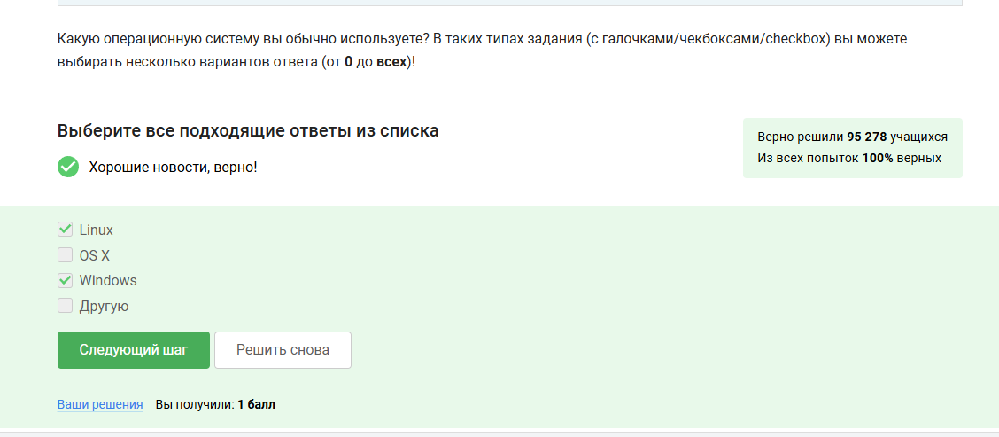 Какую операционную систему вы обычно используете? В таких типах задания (с галочками/чекбоксами/checkbox) вы можете
выбирать несколько вариантов ответа (от 0 до всех)!
Выберите все подходящие ответы из списка
Верно решили 95 278 учащихся
Из всех попыток 100% верных
Хорошие новости, верно!
Linux
OS X
Windows
Другую
Следующий шаг
Решить снова
Ваши решения
Вы получили: 1 балл